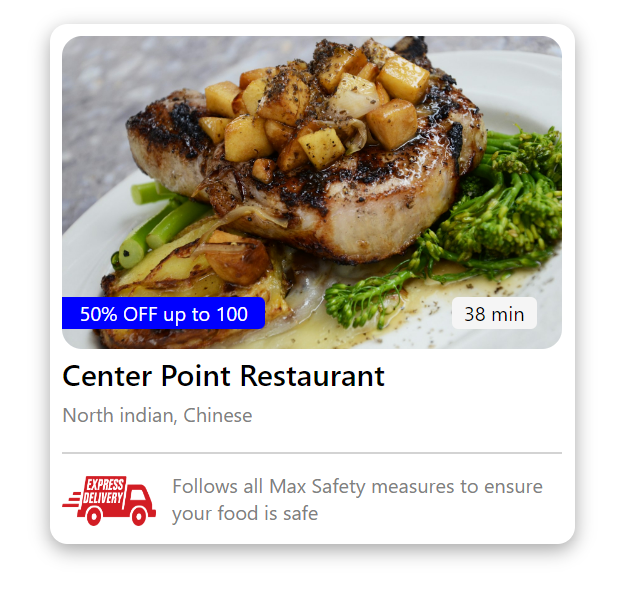 50% OFF up to 100
38 min
Center Point Restaurant
North indian, Chinese
EXPRESS
DELIVERY
Follows all Max Safety measures to ensure
your food is safe